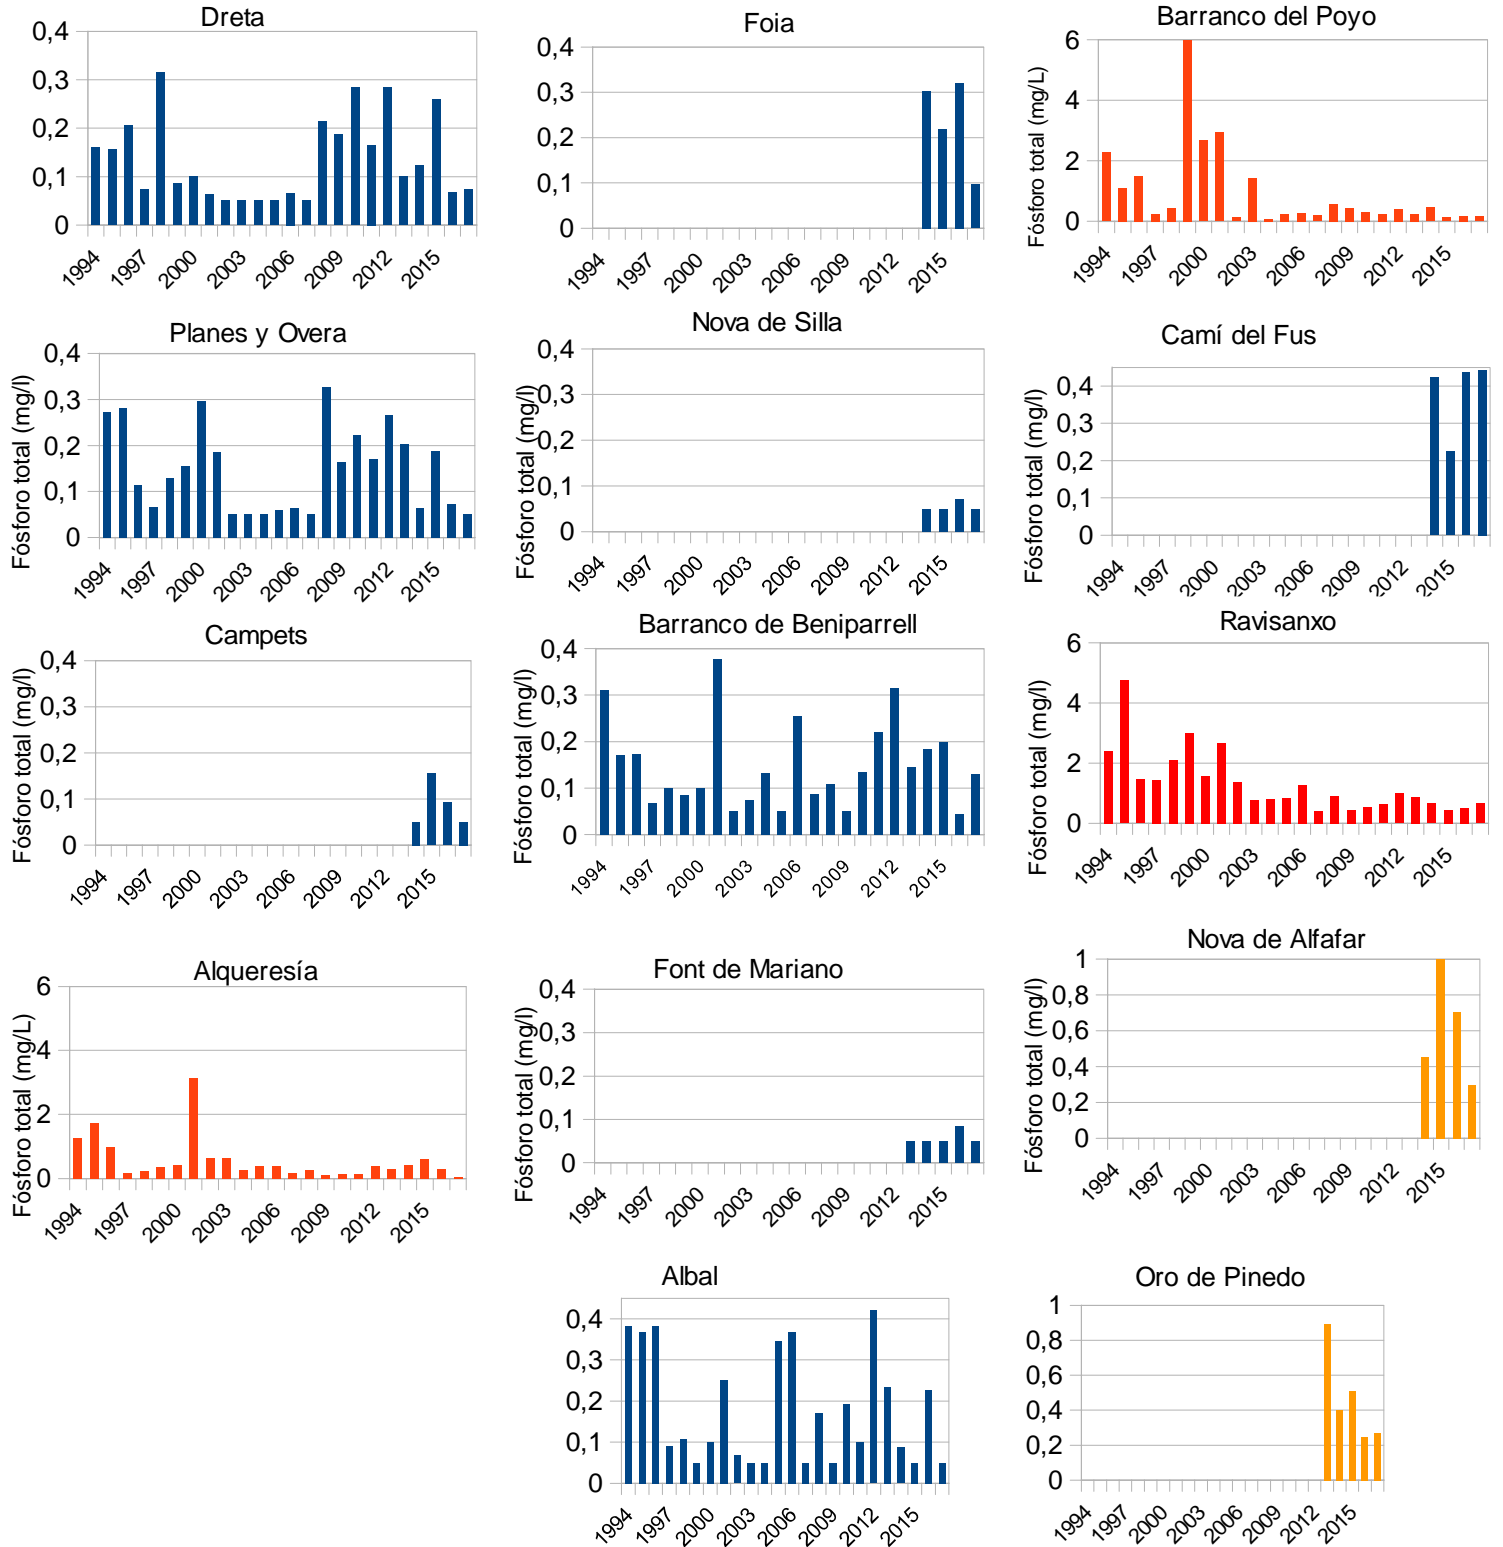 Dreta
0,4
0,3
0,2
0,1
0
1994 1997 2000 2003 2006 2009 2012 2015
Foia
0,4
0,3
0,2
0,1
0
1994 1997 2000 2003 2006 2009 2012 2015
Barranco del Poyo
Fósforo total (mg/L)
6
4
2
0
1994 1997 2000 2003 2006 2009 2012 2015
Planes y Overa
Fósforo total (mg/l)
0,4
0,3
0,2
0,1
0
1994 1997 2000 2003 2006 2009 2012 2015
Nova de Silla
Fósforo total (mg/l)
0,4
0,3
0,2
0,1
0
1994 1997 2000 2003 2006 2009 2012 2015
Camí del Fus
Fósforo total (mg/l)
0,4
0,3
0,2
0,1
0
1994 1997 2000 2003 2006 2009 2012 2015
Campets
Fósforo total (mg/l)
0,4
0,3
0,2
0,1
0
1994 1997 2000 2003 2006 2009 2012 2015
Barranco de Beniparrell
Fósforo total (mg/l)
0,4
0,3
0,2
0,1
0
1994 1997 2000 2003 2006 2009 2012 2015
Ravisanxo
Fósforo total (mg/l)
6
4
2
0
1994 1997 2000 2003 2006 2009 2012 2015
Alqueresía
Fósforo total (mg/L)
6
4
2
0
1994 1997 2000 2003 2006 2009 2012 2015
Font de Mariano
Fósforo total (mg/l)
0,4
0,3
0,2
0,1
0
1994 1997 2000 2003 2006 2009 2012 2015
Nova de Alfafar
Fósforo total (mg/l)
1
0,8
0,6
0,4
0,2
0
1994 1997 2000 2003 2006 2009 2012 2015
Albal
0,4
0,3
0,2
0,1
0
1994 1997 2000 2003 2006 2009 2012 2015
Oro de Pinedo
1
0,8
0,6
0,4
0,2
0
1994 1997 2000 2003 2006 2009 2012 2015